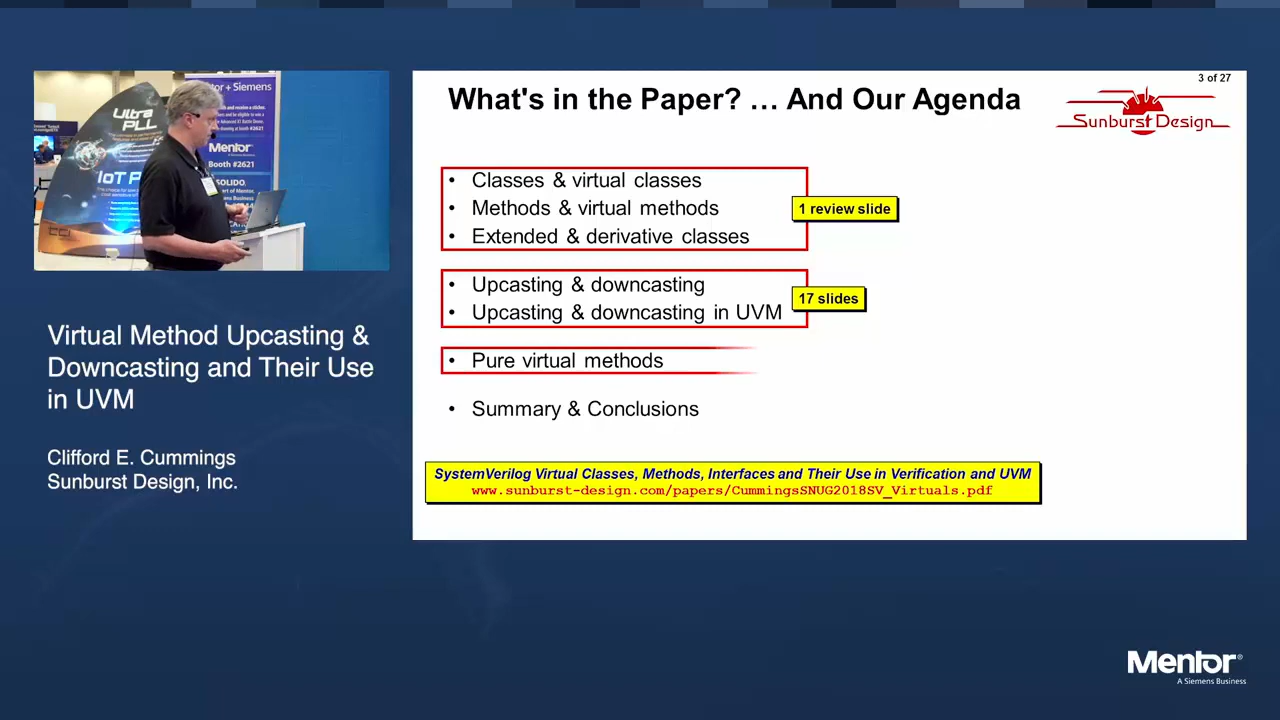 ULTRA
PLL
IoT P
tor + Siemens
Mentor
Booth #2621
SOLIDO,
Virtual Method Upcasting &
Downcasting and Their Use
in UVM
Clifford E. Cummings
Sunburst Design, Inc.
3 of 27
What's in the Paper? … And Our Agenda
Sunburst Design
• Classes & virtual classes
• Methods & virtual methods
• Extended & derivative classes
1 review slide
• Upcasting & downcasting
• Upcasting & downcasting in UVM
17 slides
• Pure virtual methods
• Summary & Conclusions
SystemVerilog Virtual Classes, Methods, Interfaces and Their Use in Verification and UVM
www.sunburst-design.com/papers/CummingsSNUG2018SV_Virtuals.pdf
Mentor®
A Siemens Business